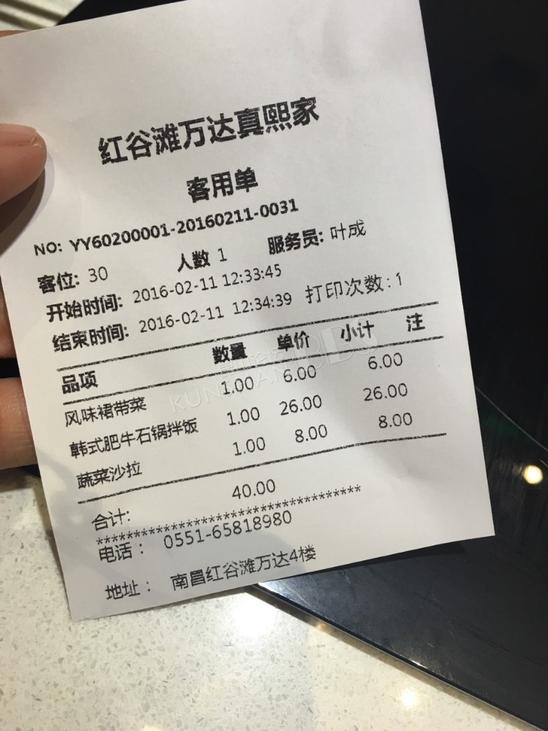 红谷滩万达真熙家
客用单
NO: YY60200001-20160211-0031
客位: 30 人数 1 服务员: 叶成
开始时间: 2016-02-11 12:33:45
结束时间: 2016-02-11 12:34:39 打印次数: 1
品项 数量 单价 小计 注
风味裙带菜 1.00 6.00 6.00
韩式肥牛石锅拌饭 1.00 26.00 26.00
蔬菜沙拉 1.00 8.00 8.00
合计: 40.00
************************************
电话: 0551-65818980
地址: 南昌红谷滩万达4楼